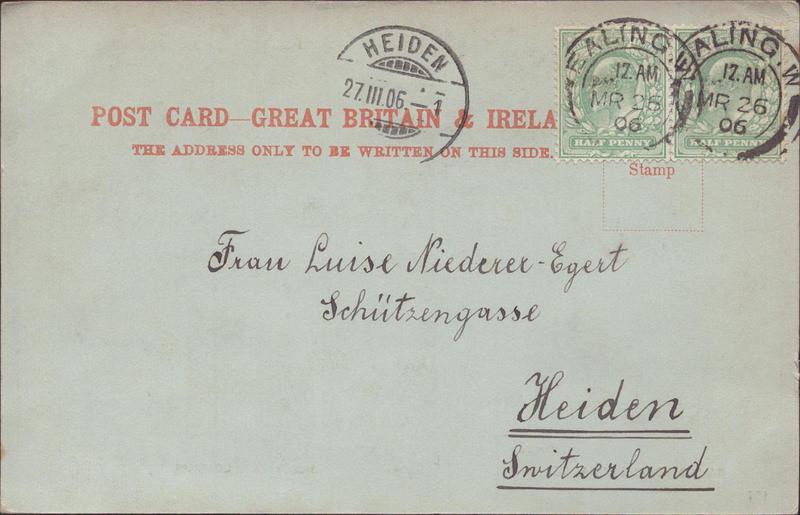 HEIDEN
27.III.06.–1
POST CARD—GREAT BRITAIN & IRELA
THE ADDRESS ONLY TO BE WRITTEN ON THIS SIDE.
EALING.W
12. AM
MR 26
06
HALF PENNY
EALING.W
12. AM
MR 26
06
HALF PENNY
Stamp
Frau Luise Niederer-Egert
Schützengasse
Heiden
Switzerland